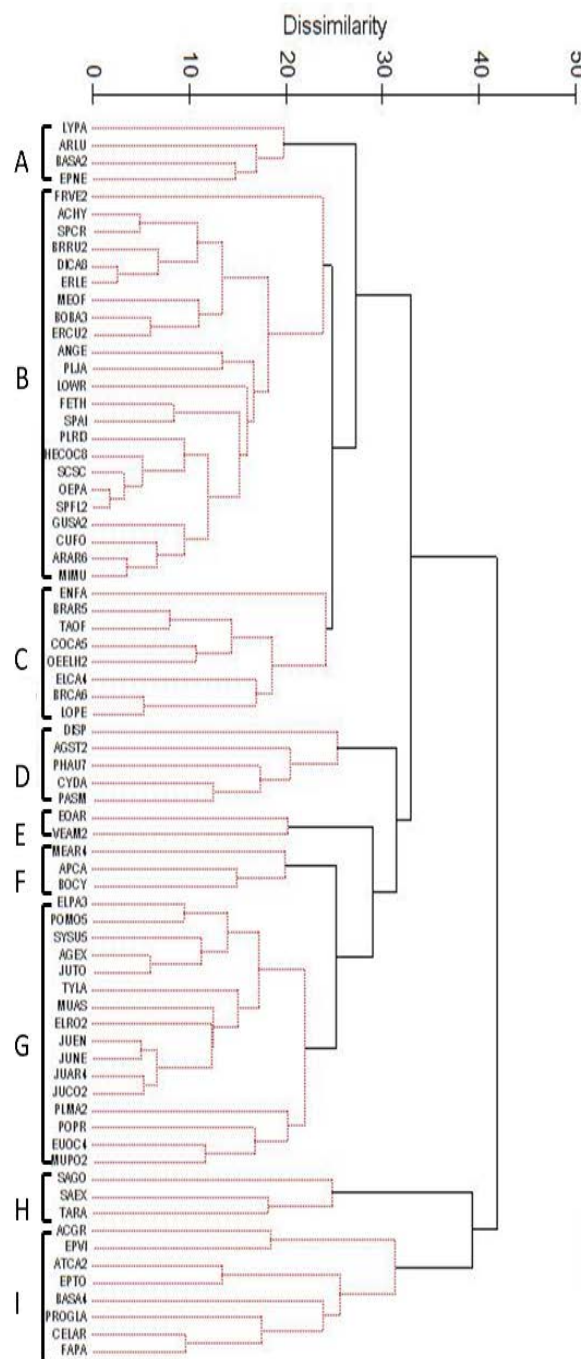 Dissimilarity
0 10 20 30 40 50
A
LYPA
ARLU
BASA2
EPNE
B
FRVE2
ACHY
SPCR
BRRU2
DICA8
ERLE
MEOF
BOBA3
ERCU2
ANGE
PLJA
LOWR
FETH
SPAI
PLRI3
HECOC8
SCSC
OEPA
SPFL2
GUSA2
CUFO
ARAR6
MIMU
C
ENFA
BRAR5
TAOF
COCA5
OEELH2
ELCA4
BRCA6
LOPE
D
DISP
AGST2
PHAU7
CYDA
PASM
E
EOAR
VEAM2
F
MEAR4
APCA
BOCY
G
ELPA3
POMO5
SYSU5
AGEX
JUTO
TYLA
MUAS
ELRO2
JUEN
JUNE
JUAR4
JUCO2
PLMA2
POPR
EUOC4
MUPO2
H
SAGO
SAEX
TARA
I
ACGR
EPVI
ATCA2
EPTO
BASA4
PROGLA
CELAR
FAPA